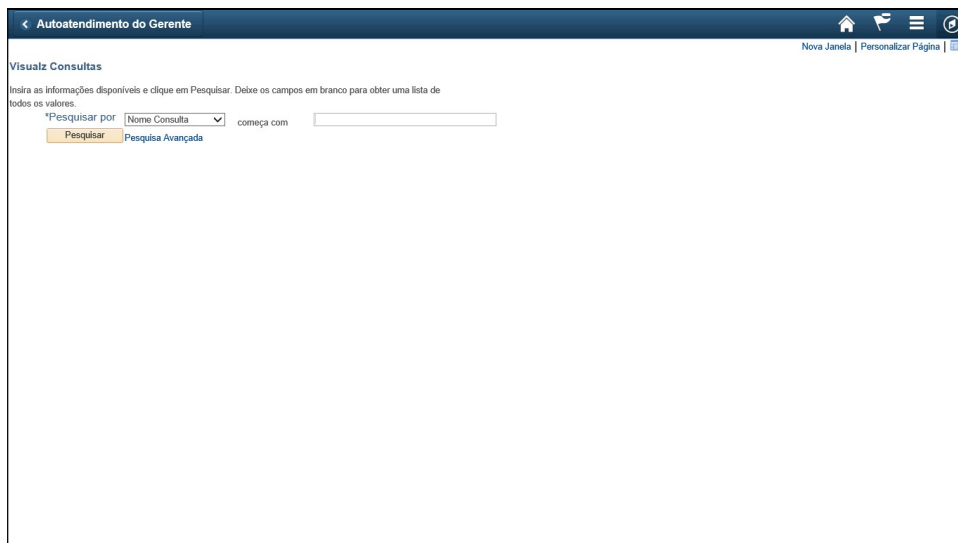 Autoatendimento do Gerente
Nova Janela | Personalizar Página |
Visualz Consultas
Insira as informações disponíveis e clique em Pesquisar. Deixe os campos em branco para obter uma lista de
todos os valores.
*Pesquisar por Nome Consulta começa com
Pesquisar Pesquisa Avançada